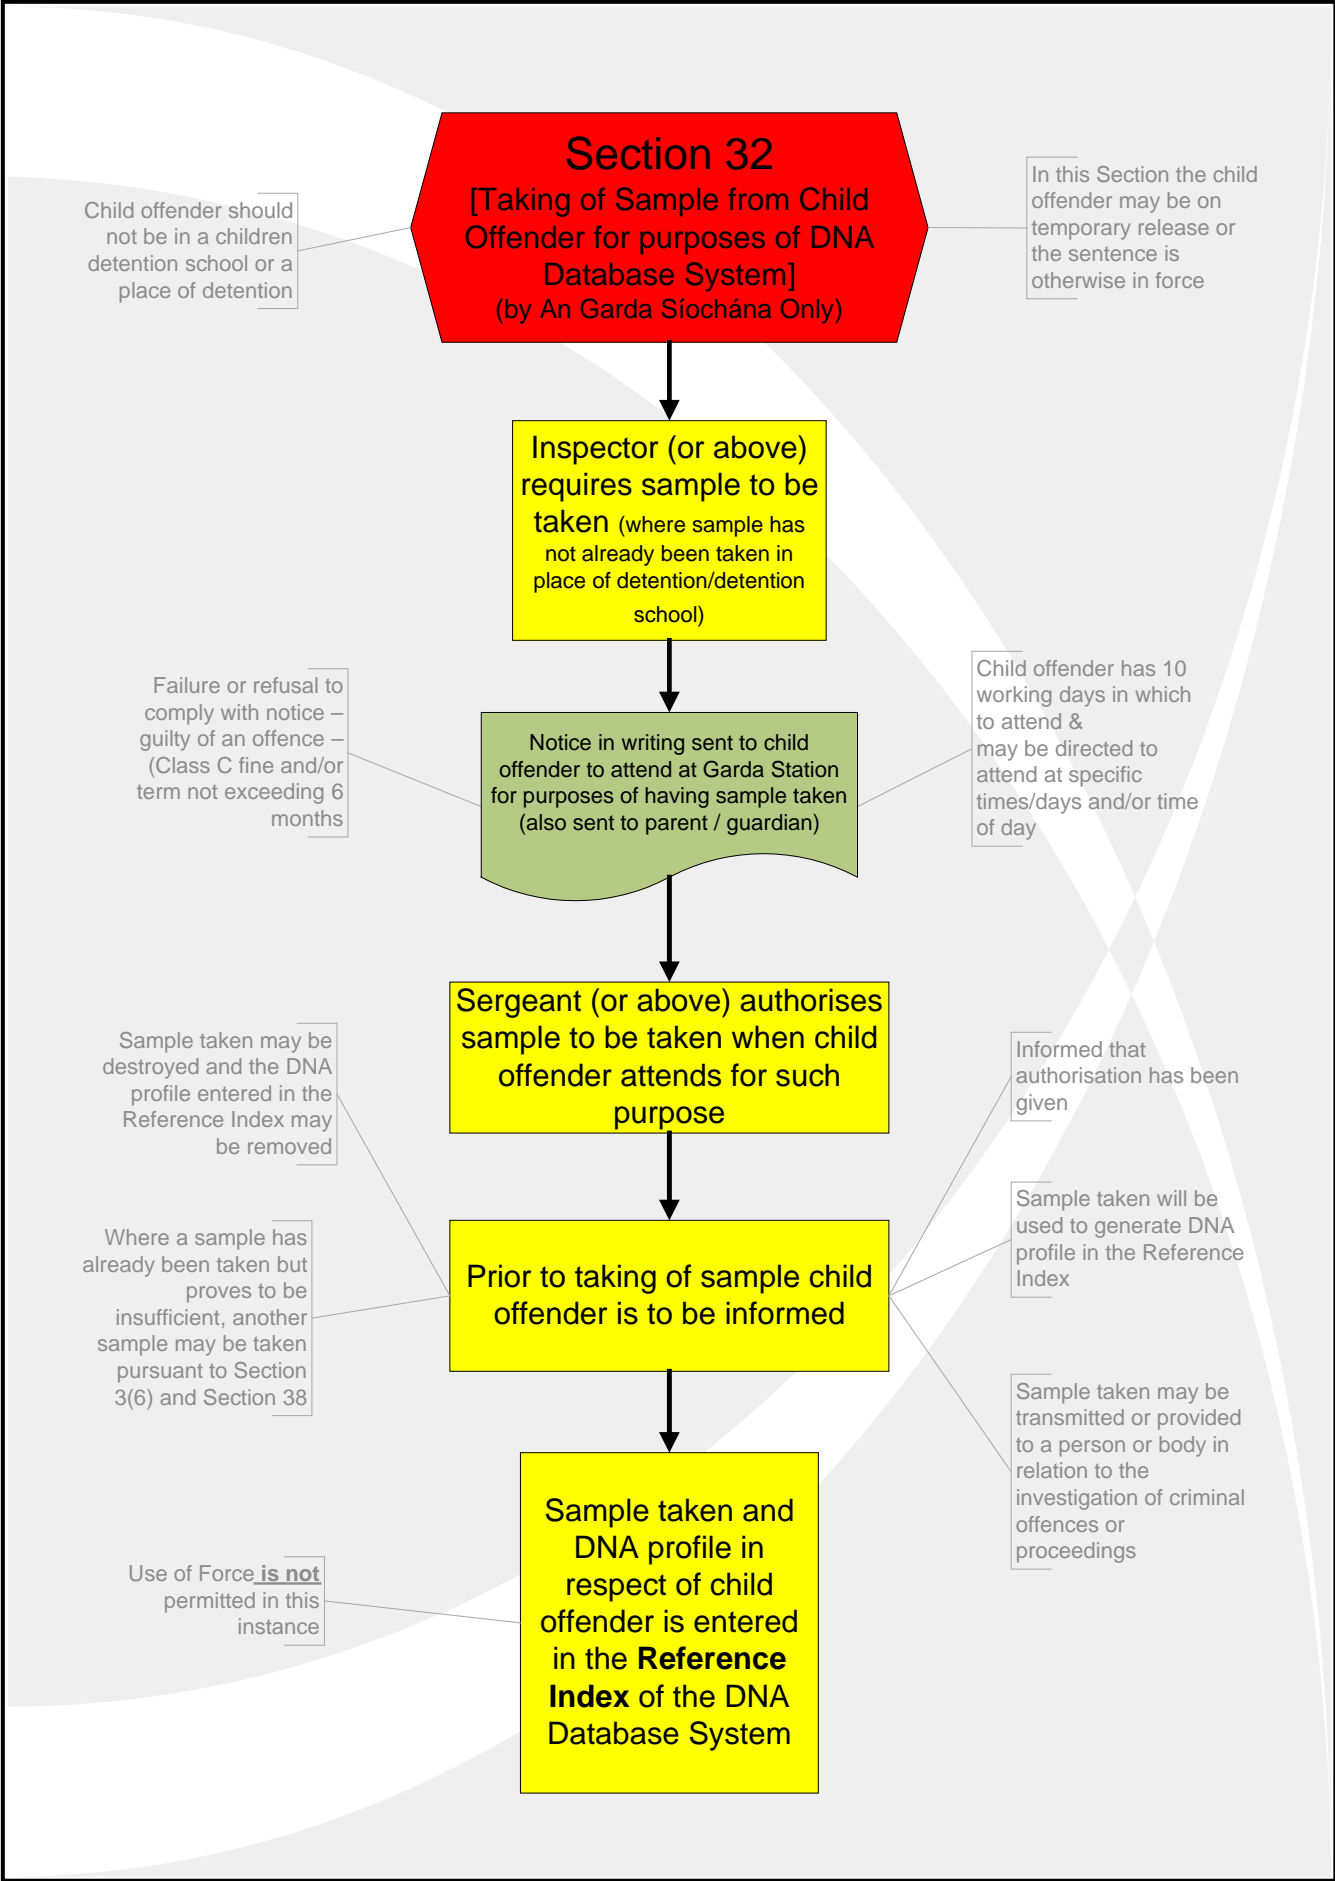 Section 32
[Taking of Sample from Child
Offender for purposes of DNA
Database System]
(by An Garda Síochána Only)
Child offender should
not be in a children
detention school or a
place of detention
In this Section the child
offender may be on
temporary release or
the sentence is
otherwise in force
Inspector (or above)
requires sample to be
taken (where sample has
not already been taken in
place of detention/detention
school)
Failure or refusal to
comply with notice –
guilty of an offence –
(Class C fine and/or
term not exceeding 6
months
Notice in writing sent to child
offender to attend at Garda Station
for purposes of having sample taken
(also sent to parent / guardian)
Child offender has 10
working days in which
to attend &
may be directed to
attend at specific
times/days and/or time
of day
Sergeant (or above) authorises
sample to be taken when child
offender attends for such
purpose
Sample taken may be
destroyed and the DNA
profile entered in the
Reference Index may
be removed
Informed that
authorisation has been
given
Where a sample has
already been taken but
proves to be
insufficient, another
sample may be taken
pursuant to Section
3(6) and Section 38
Prior to taking of sample child
offender is to be informed
Sample taken will be
used to generate DNA
profile in the Reference
Index
Sample taken may be
transmitted or provided
to a person or body in
relation to the
investigation of criminal
offences or
proceedings
Use of Force is not
permitted in this
instance
Sample taken and
DNA profile in
respect of child
offender is entered
in the Reference
Index of the DNA
Database System